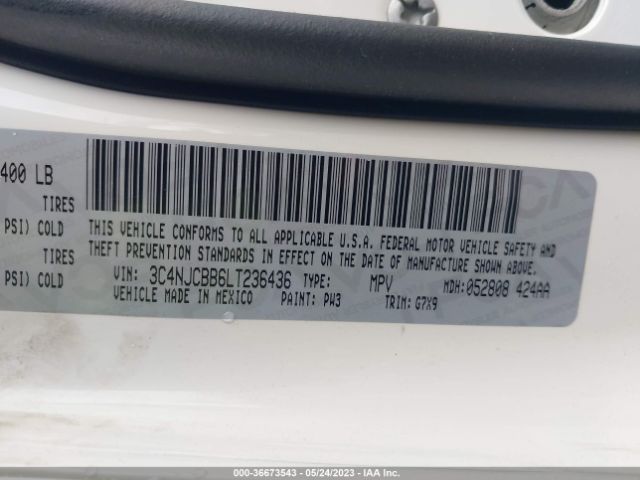 400 LB
TIRES
PSI) COLD
TIRES
PSI) COLD
THIS VEHICLE CONFORMS TO ALL APPLICABLE U.S.A. FEDERAL MOTOR VEHICLE SAFETY AND
THEFT PREVENTION STANDARDS IN EFFECT ON THE DATE OF MANUFACTURE SHOWN ABOVE.
VIN: 3C4NJCBB6LT236436 TYPE: MPV MDH:052808 424AA
VEHICLE MADE IN MEXICO PAINT: PW3 TRIM: G7X9
000-36673543 - 05/24/2023 - IAA Inc.